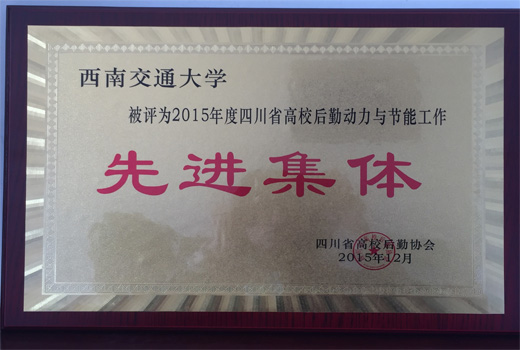 西南交通大学
被评为2015年度四川省高校后勤动力与节能工作
先进集体
四川省高校后勤协会
2015年12月